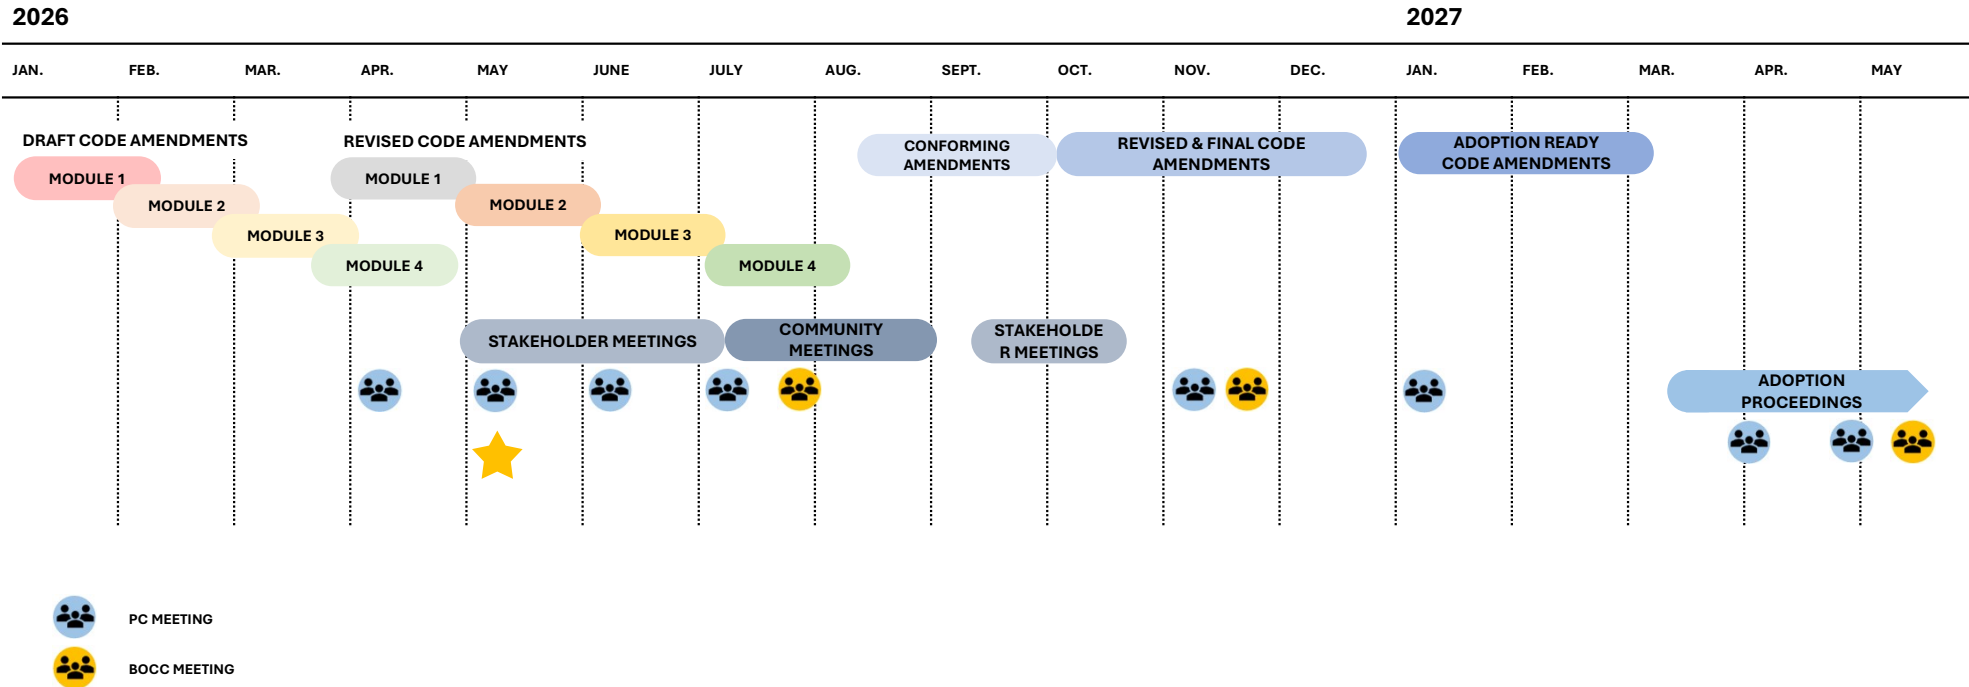 2026
2027
JAN.
FEB.
MAR.
APR.
MAY
JUNE
JULY
AUG.
SEPT.
OCT.
NOV.
DEC.
JAN.
FEB.
MAR.
APR.
MAY
DRAFT CODE AMENDMENTS
MODULE 1
MODULE 2
MODULE 3
MODULE 4
REVISED CODE AMENDMENTS
MODULE 1
MODULE 2
MODULE 3
MODULE 4
CONFORMING
AMENDMENTS
REVISED & FINAL CODE
AMENDMENTS
ADOPTION READY
CODE AMENDMENTS
STAKEHOLDER MEETINGS
COMMUNITY
MEETINGS
STAKEHOLDE
R MEETINGS
ADOPTION
PROCEEDINGS
PC MEETING
BOCC MEETING